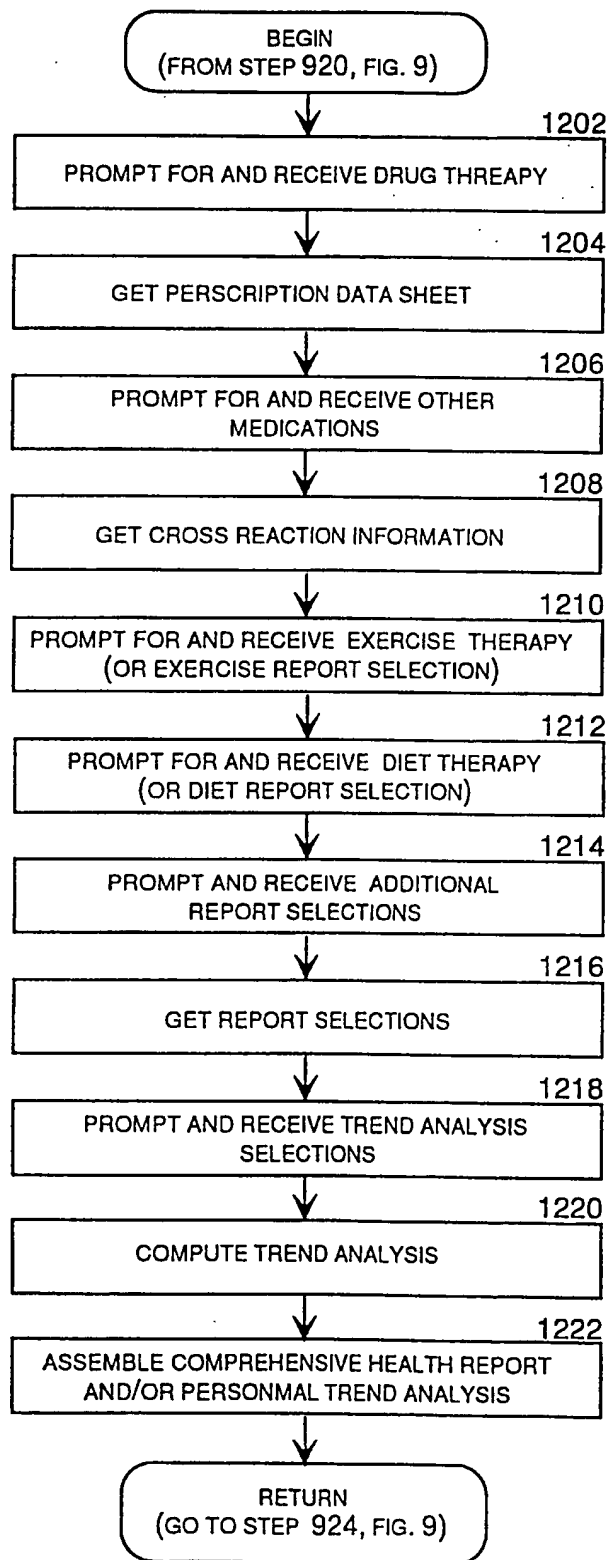 BEGIN
(FROM STEP 920, FIG. 9)
1202
PROMPT FOR AND RECEIVE DRUG THREAPY
1204
GET PERSCRIPTION DATA SHEET
1206
PROMPT FOR AND RECEIVE OTHER
MEDICATIONS
1208
GET CROSS REACTION INFORMATION
1210
PROMPT FOR AND RECEIVE EXERCISE THERAPY
(OR EXERCISE REPORT SELECTION)
1212
PROMPT FOR AND RECEIVE DIET THERAPY
(OR DIET REPORT SELECTION)
1214
PROMPT AND RECEIVE ADDITIONAL
REPORT SELECTIONS
1216
GET REPORT SELECTIONS
1218
PROMPT AND RECEIVE TREND ANALYSIS
SELECTIONS
1220
COMPUTE TREND ANALYSIS
1222
ASSEMBLE COMPREHENSIVE HEALTH REPORT
AND/OR PERSONMAL TREND ANALYSIS
RETURN
(GO TO STEP 924, FIG. 9)